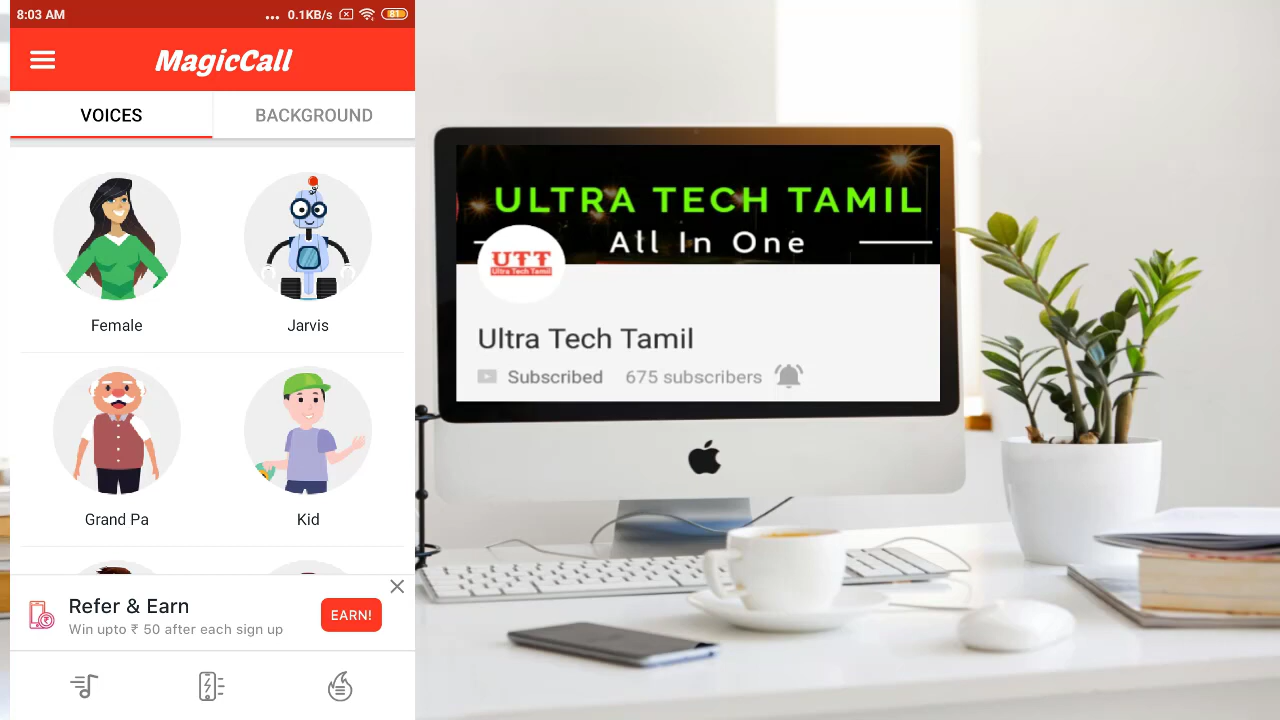 8:03 AM
... 0.1KB/s
81
MagicCall
VOICES
BACKGROUND
Female
Jarvis
Grand Pa
Kid
Refer & Earn
Win upto ₹ 50 after each sign up
EARN!
ULTRA TECH TAMIL
All In One
UTT
Ultra Tech Tamil
Ultra Tech Tamil
Subscribed 675 subscribers